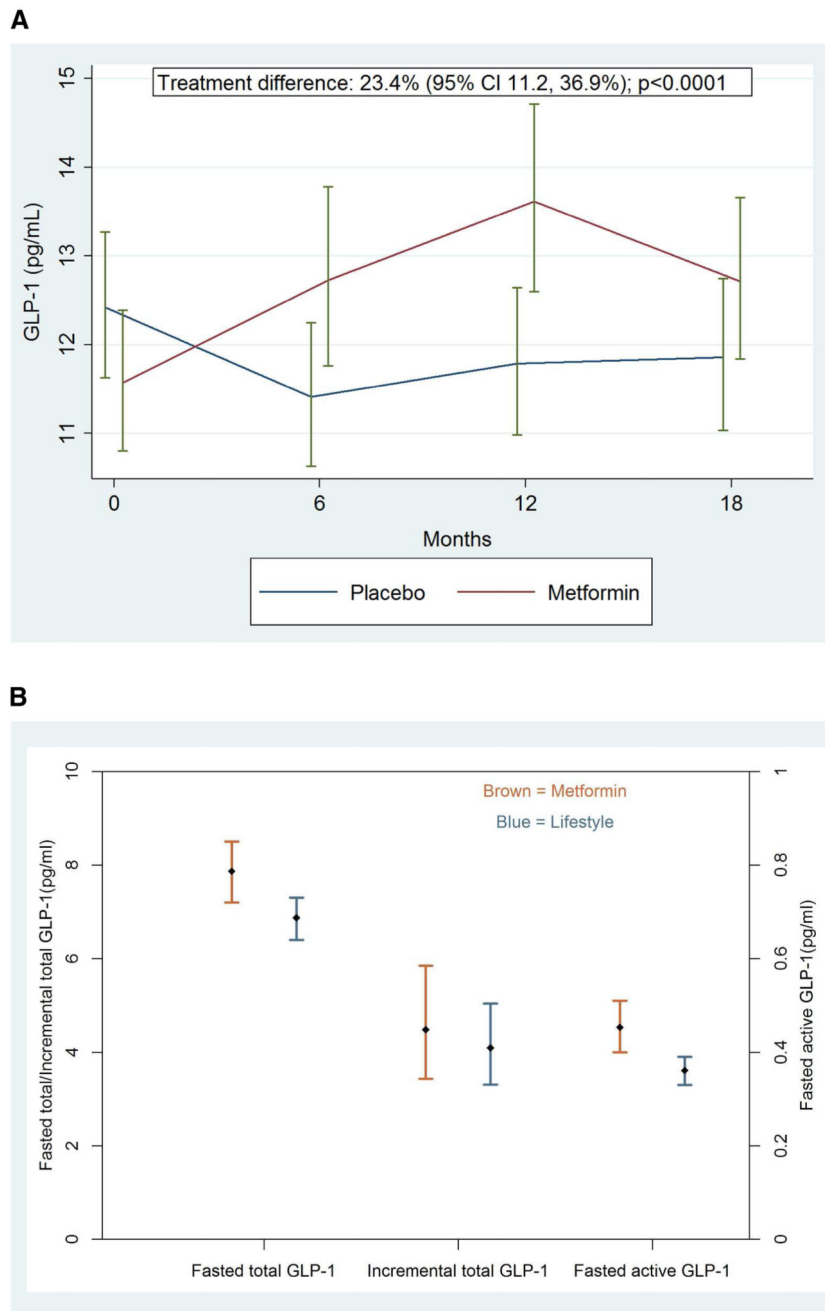 A
Treatment difference: 23.4% (95% CI 11.2, 36.9%); p<0.0001
15
14
13
12
11
GLP-1 (pg/mL)
0 6 12 18
Months
Placebo Metformin
B
Brown = Metformin
Blue = Lifestyle
10
8
6
4
2
0
Fasted total/Incremental total GLP-1(pg/ml)
1
0.8
0.6
0.4
0.2
0
Fasted active GLP-1(pg/ml)
Fasted total GLP-1 Incremental total GLP-1 Fasted active GLP-1